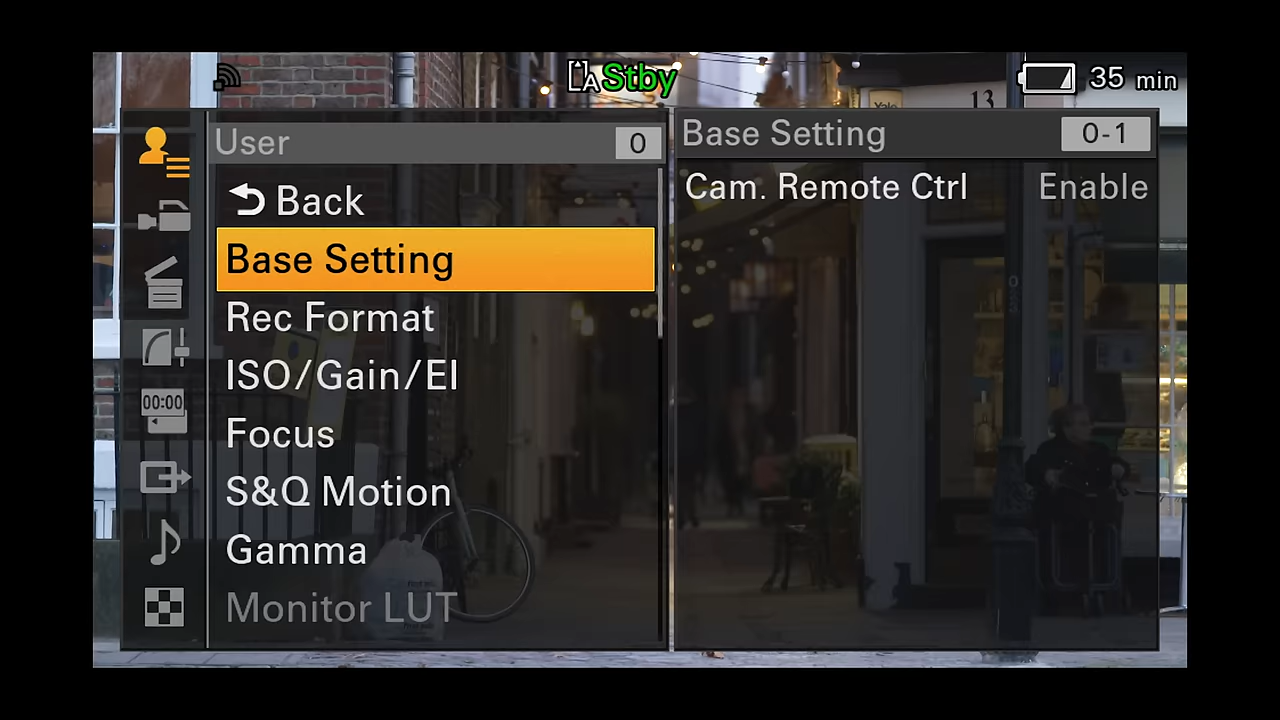 A Stby
35 min
Yale
13
User 0
Back
Base Setting
Rec Format
ISO/Gain/EI
Focus
S&Q Motion
Gamma
Monitor LUT
00:00
Base Setting 0-1
Cam. Remote Ctrl Enable